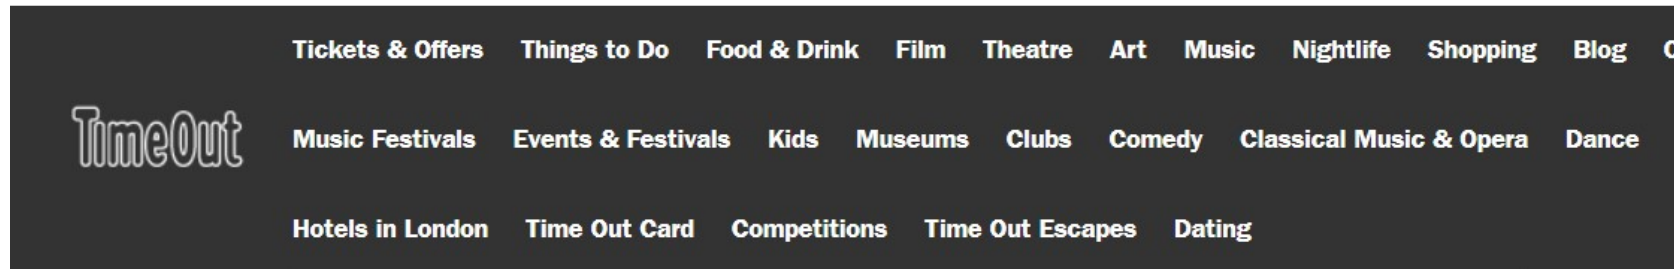 Tickets & Offers Things to Do Food & Drink Film Theatre Art Music Nightlife Shopping Blog
TimeOut
Music Festivals Events & Festivals Kids Museums Clubs Comedy Classical Music & Opera Dance
Hotels in London Time Out Card Competitions Time Out Escapes Dating